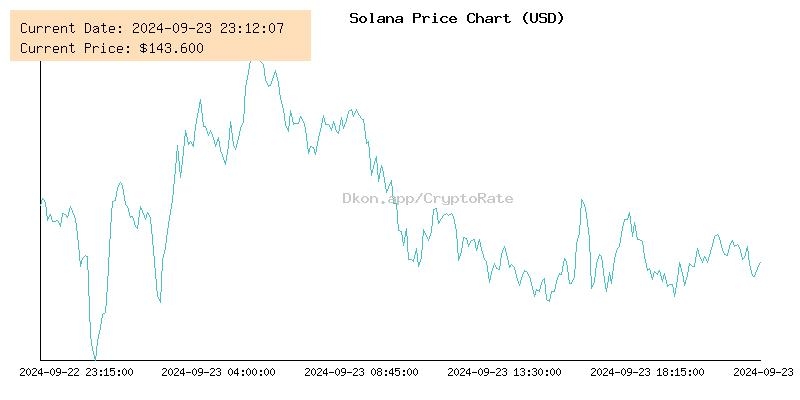 Solana Price Chart (USD)
Current Date: 2024-09-23 23:12:07
Current Price: $143.600
Dkon.app/CryptoRate
2024-09-22 23:15:00 2024-09-23 04:00:00 2024-09-23 08:45:00 2024-09-23 13:30:00 2024-09-23 18:15:00 2024-09-23